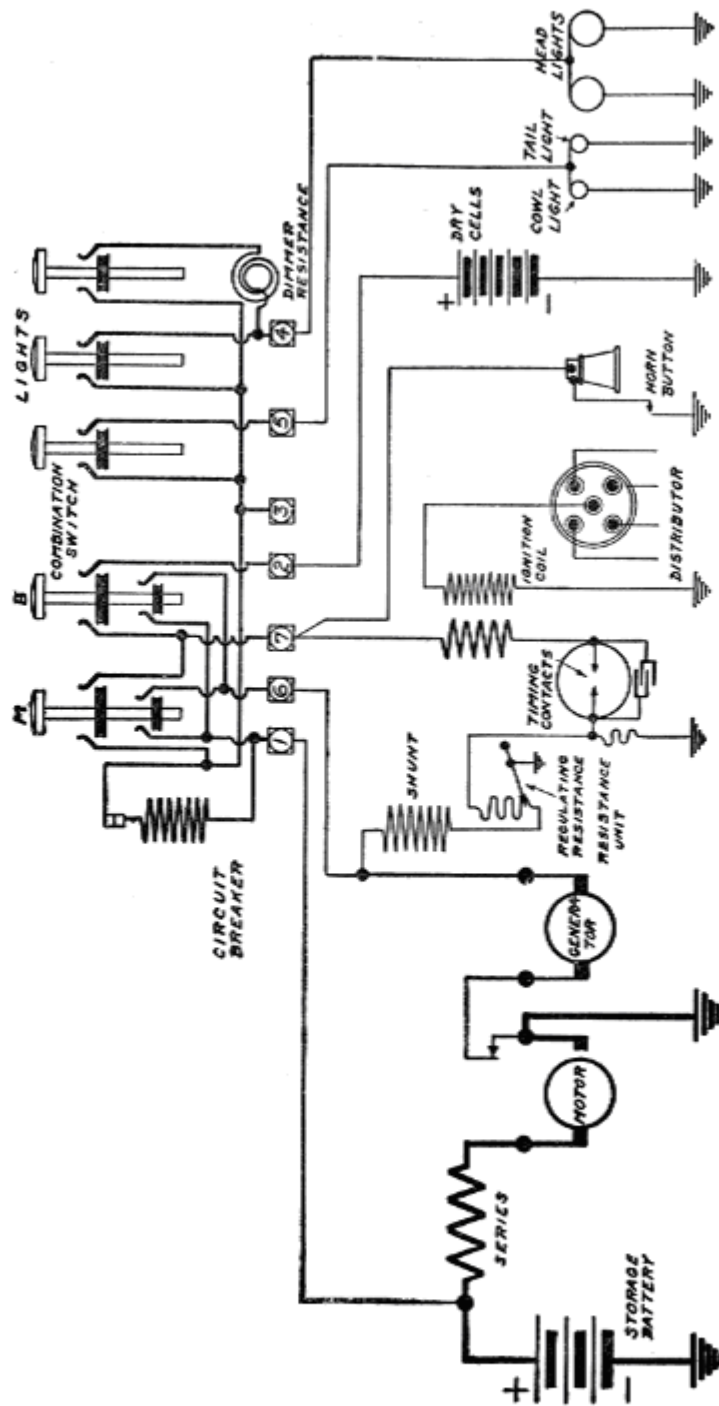 M
B
LIGHTS
COMBINATION
SWITCH
CIRCUIT
BREAKER
DIMMER
RESISTANCE
1
6
7
2
3
5
4
+
-
STORAGE
BATTERY
SERIES
MOTOR
GENERA
TOR
SHUNT
REGULATING
RESISTANCE
RESISTANCE
UNIT
TIMING
CONTACTS
IGNITION
COIL
DISTRIBUTOR
HORN
BUTTON
+
-
DRY
CELLS
COWL
LIGHT
TAIL
LIGHT
HEAD
LIGHTS